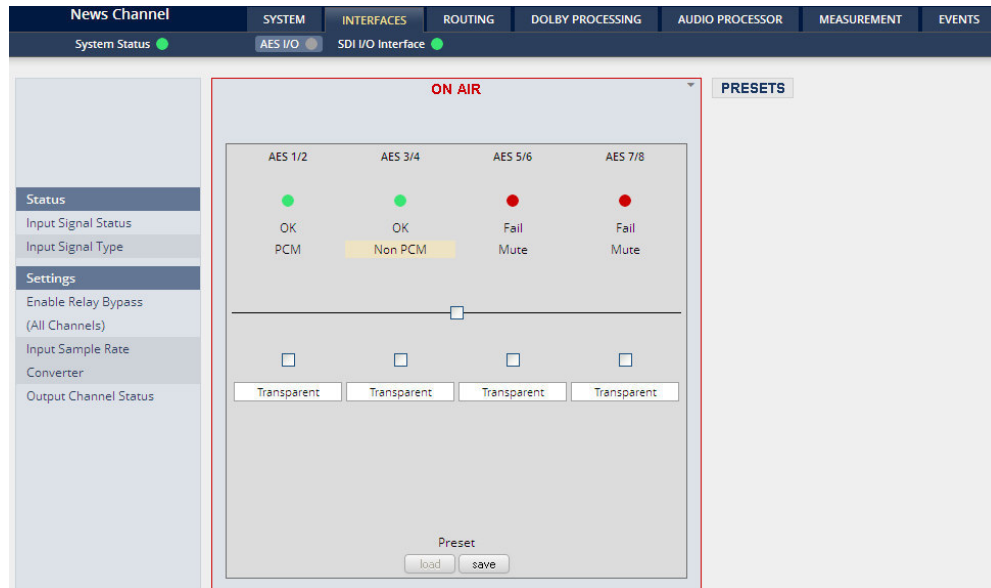 News Channel
SYSTEM INTERFACES ROUTING DOLBY PROCESSING AUDIO PROCESSOR MEASUREMENT EVENTS
System Status AES I/O SDI I/O Interface
ON AIR
PRESETS
AES 1/2 AES 3/4 AES 5/6 AES 7/8
Status
Input Signal Status OK OK Fail Fail
Input Signal Type PCM Non PCM Mute Mute
Settings
Enable Relay Bypass
(All Channels)
Input Sample Rate
Converter
Output Channel Status Transparent Transparent Transparent Transparent
Preset
load save